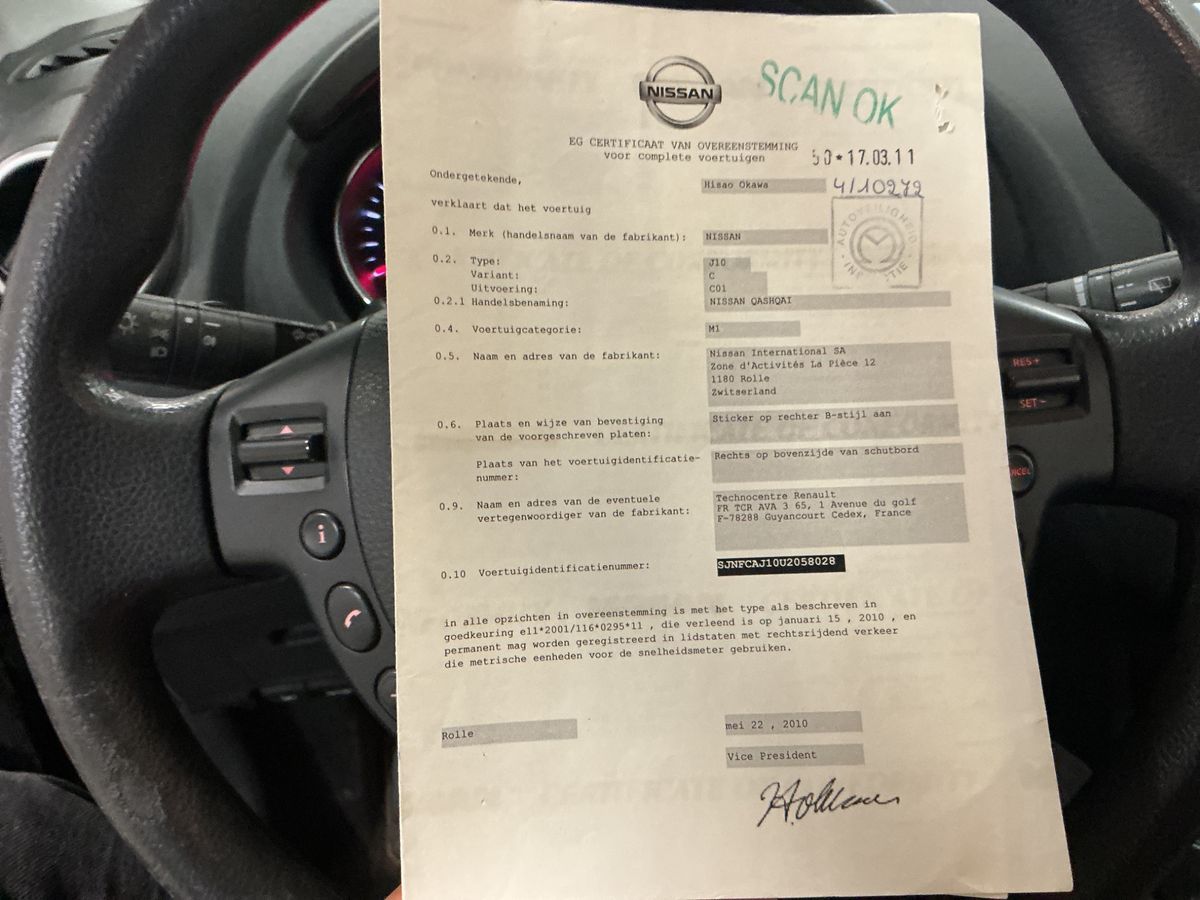 NISSAN
SCAN OK
EG CERTIFICAAT VAN OVEREENSTEMMING
voor complete voertuigen
50*17.03.11
Ondergetekende,
Hisao Okawa
4/10272
verklaart dat het voertuig
AUTOVEILIGHEID
0.1. Merk (handelsnaam van de fabrikant): NISSAN
0.2. Type: J10
Variant: C
Uitvoering: C01
0.2.1 Handelsbenaming: NISSAN QASHQAI
0.4. Voertuigcategorie: M1
0.5. Naam en adres van de fabrikant: Nissan International SA
Zone d'Activités La Pièce 12
1180 Rolle
Zwitserland
0.6. Plaats en wijze van bevestiging
van de voorgeschreven platen:
Sticker op rechter B-stijl aan
Plaats van het voertuigidentificatie-
nummer:
Rechts op bovenzijde van schutbord
0.9. Naam en adres van de eventuele
vertegenwoordiger van de fabrikant:
Technocentre Renault
FR TCR AVA 3 65, 1 Avenue du golf
F-78288 Guyancourt Cedex, France
0.10 Voertuigidentificatienummer: SJNFCAJ10U2058028
in alle opzichten in overeenstemming is met het type als beschreven in
goedkeuring e11*2001/116*0295*11 , die verleend is op januari 15 , 2010 , en
permanent mag worden geregistreerd in lidstaten met rechtsrijdend verkeer
die metrische eenheden voor de snelheidsmeter gebruiken.
Rolle
mei 22 , 2010
Vice President
RES+
SET-
i
OFF